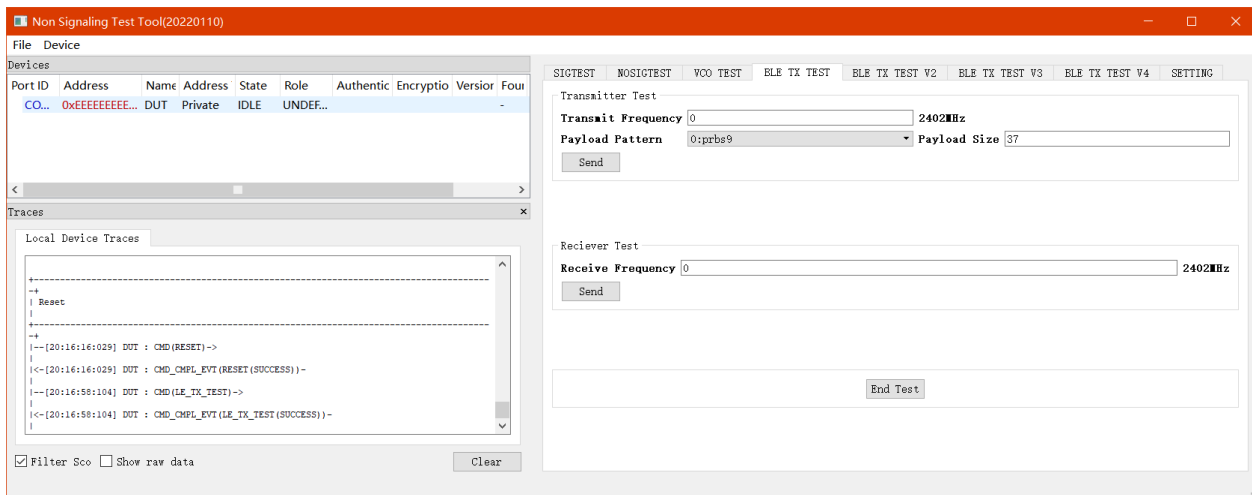 Non Signaling Test Tool(20220110)
File Device
Devices
Port ID Address Name Address State Role Authentic Encryptio Version Four
CO... 0xEEEEEEEEE... DUT Private IDLE UNDEF... -
Traces
Local Device Traces
+--------------------------------------------------------------------------------
-+
| Reset
|
+--------------------------------------------------------------------------------
-+
|--[20:16:16:029] DUT : CMD(RESET)->
|
|<-[20:16:16:029] DUT : CMD_CMPL_EVT(RESET(SUCCESS))-
|
|--[20:16:58:104] DUT : CMD(LE_TX_TEST)->
|
|<-[20:16:58:104] DUT : CMD_CMPL_EVT(LE_TX_TEST(SUCCESS))-
|
Filter Sco Show raw data Clear
SIGTEST NOSIGTEST VCO TEST BLE TX TEST BLE TX TEST V2 BLE TX TEST V3 BLE TX TEST V4 SETTING
Transmitter Test
Transmit Frequency 0 2402MHz
Payload Pattern 0:prbs9 Payload Size 37
Send
Reciever Test
Receive Frequency 0 2402MHz
Send
End Test